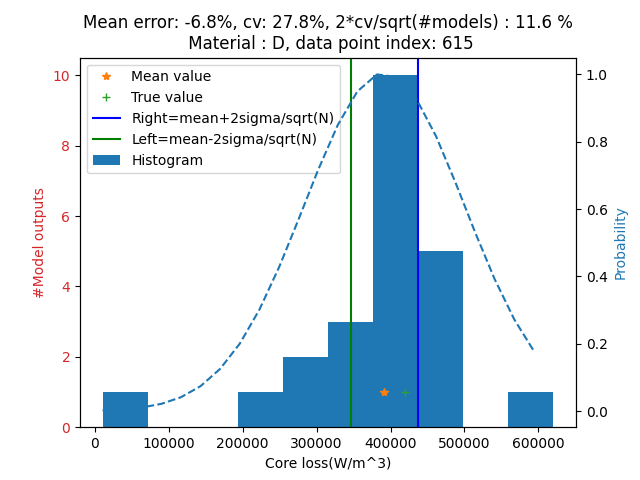 Mean error: -6.8%, cv: 27.8%, 2*cv/sqrt(#models) : 11.6 %
Material : D, data point index: 615
Mean value
True value
Right=mean+2sigma/sqrt(N)
Left=mean-2sigma/sqrt(N)
Histogram
#Model outputs
10
8
6
4
2
0
1.0
0.8
0.6
0.4
0.2
0.0
Probability
0
100000
200000
300000
400000
500000
600000
Core loss(W/m^3)